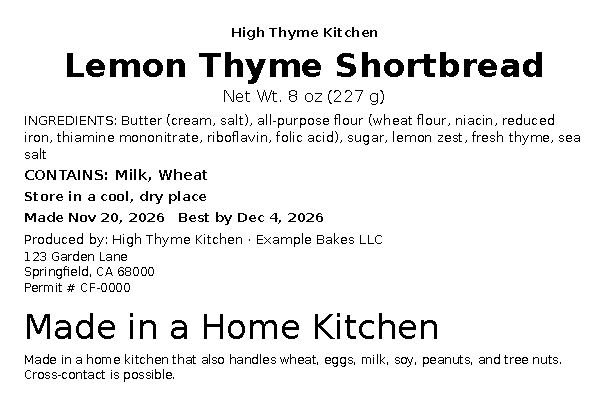 High Thyme Kitchen
Lemon Thyme Shortbread
Net Wt. 8 oz (227 g)
INGREDIENTS: Butter (cream, salt), all-purpose flour (wheat flour, niacin, reduced
iron, thiamine mononitrate, riboflavin, folic acid), sugar, lemon zest, fresh thyme, sea
salt
CONTAINS: Milk, Wheat
Store in a cool, dry place
Made Nov 20, 2026   Best by Dec 4, 2026
Produced by: High Thyme Kitchen · Example Bakes LLC
123 Garden Lane
Springfield, CA 68000
Permit # CF-0000
Made in a Home Kitchen
Made in a home kitchen that also handles wheat, eggs, milk, soy, peanuts, and tree nuts.
Cross-contact is possible.